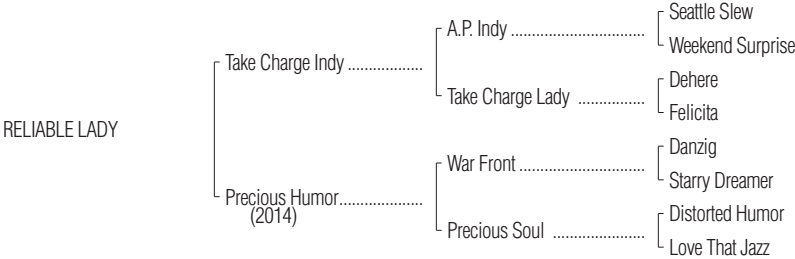 Seattle Slew
A.P. Indy ................................
Weekend Surprise
Take Charge Indy ..................
Dehere
Take Charge Lady ................
Felicita
RELIABLE LADY
Danzig
War Front ..............................
Starry Dreamer
Precious Humor....................
(2014)
Distorted Humor
Precious Soul ......................
Love That Jazz